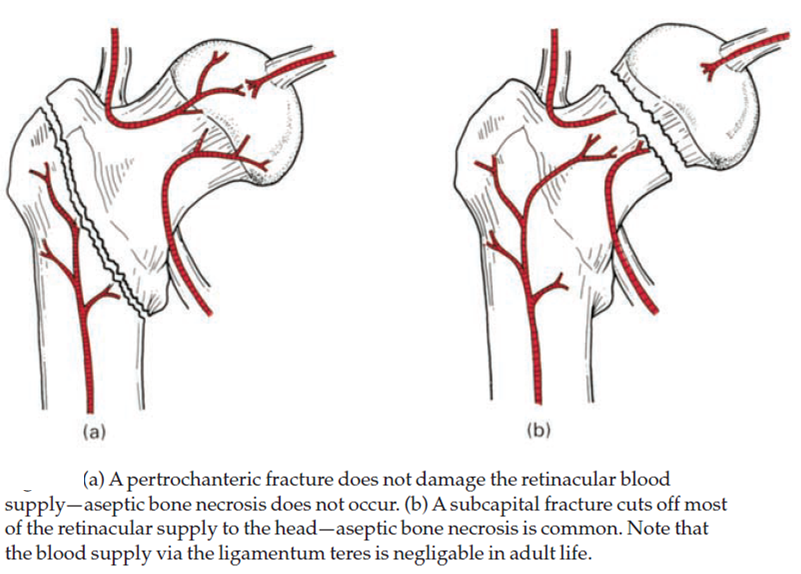 (a)
(b)
(a) A pertrochanteric fracture does not damage the retinacular blood
supply—aseptic bone necrosis does not occur. (b) A subcapital fracture cuts off most
of the retinacular supply to the head—aseptic bone necrosis is common. Note that
the blood supply via the ligamentum teres is negligable in adult life.